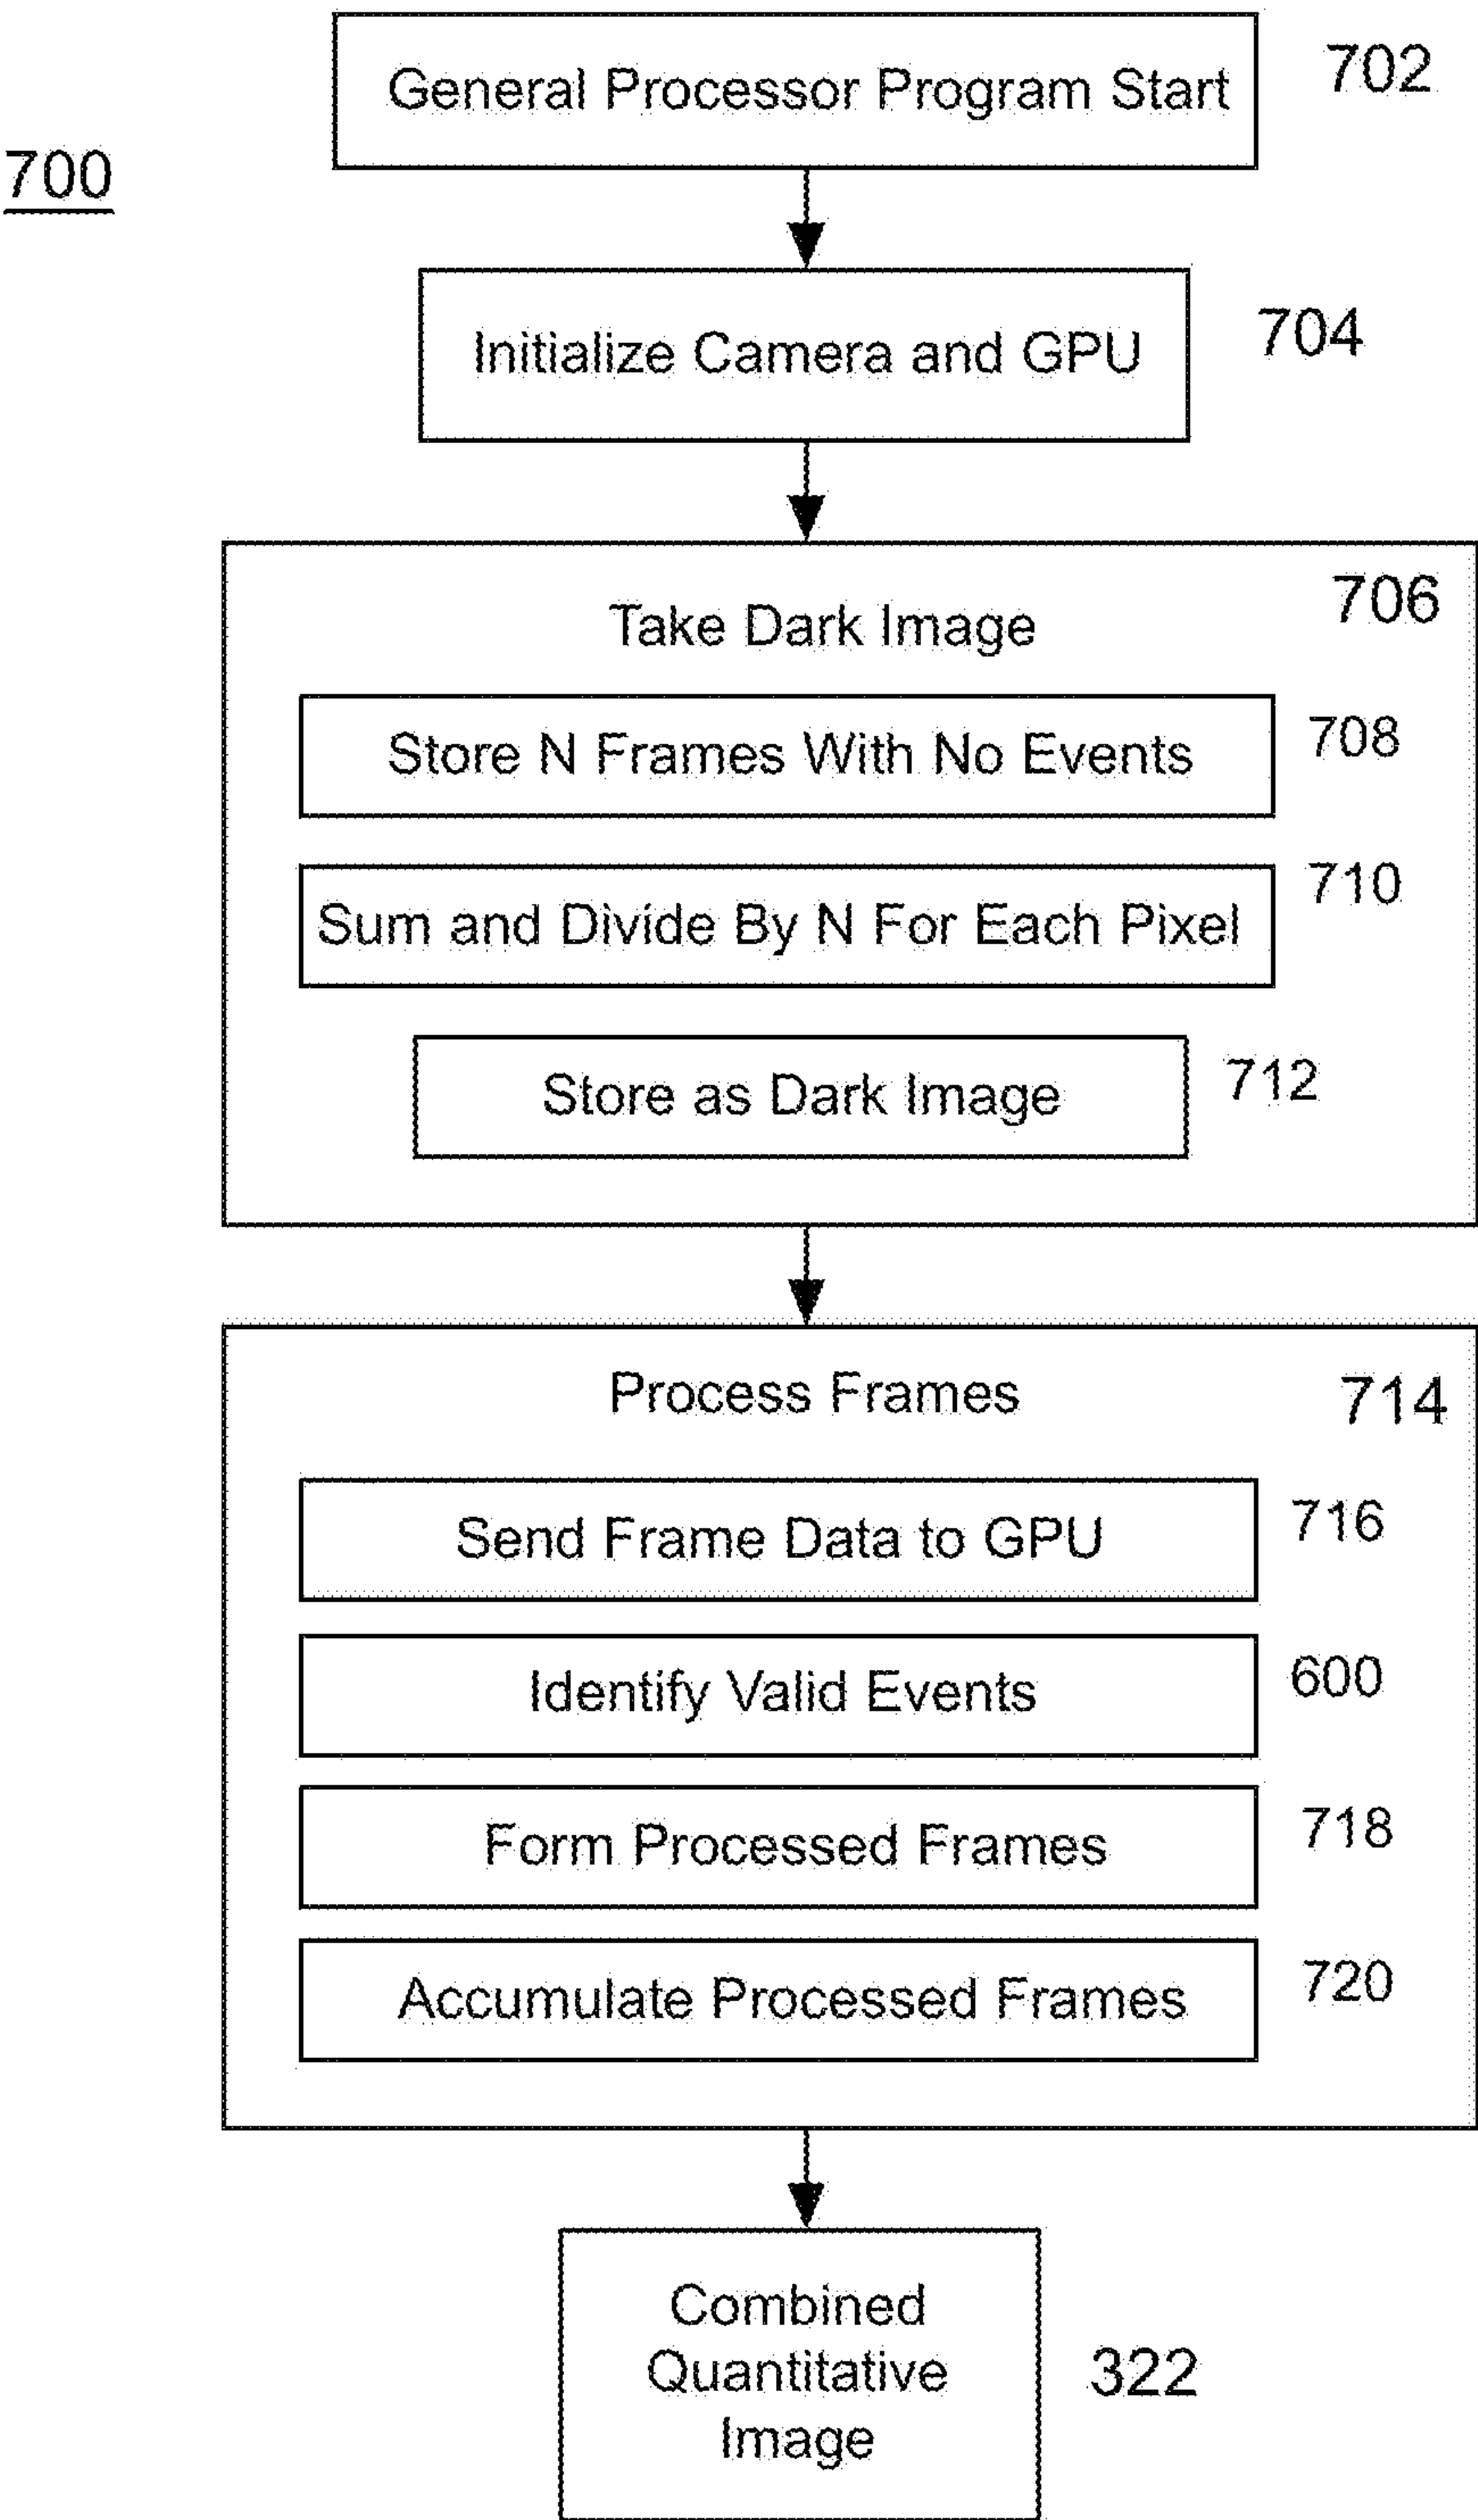 General Processor Program Start 702
700
Initialize Camera and GPU 704
Take Dark Image 706
Store N Frames With No Events 708
Sum and Divide By N For Each Pixel 710
Store as Dark Image 712
Process Frames 714
Send Frame Data to GPU 716
Identify Valid Events 600
Form Processed Frames 718
Accumulate Processed Frames 720
Combined
Quantitative 322
Image